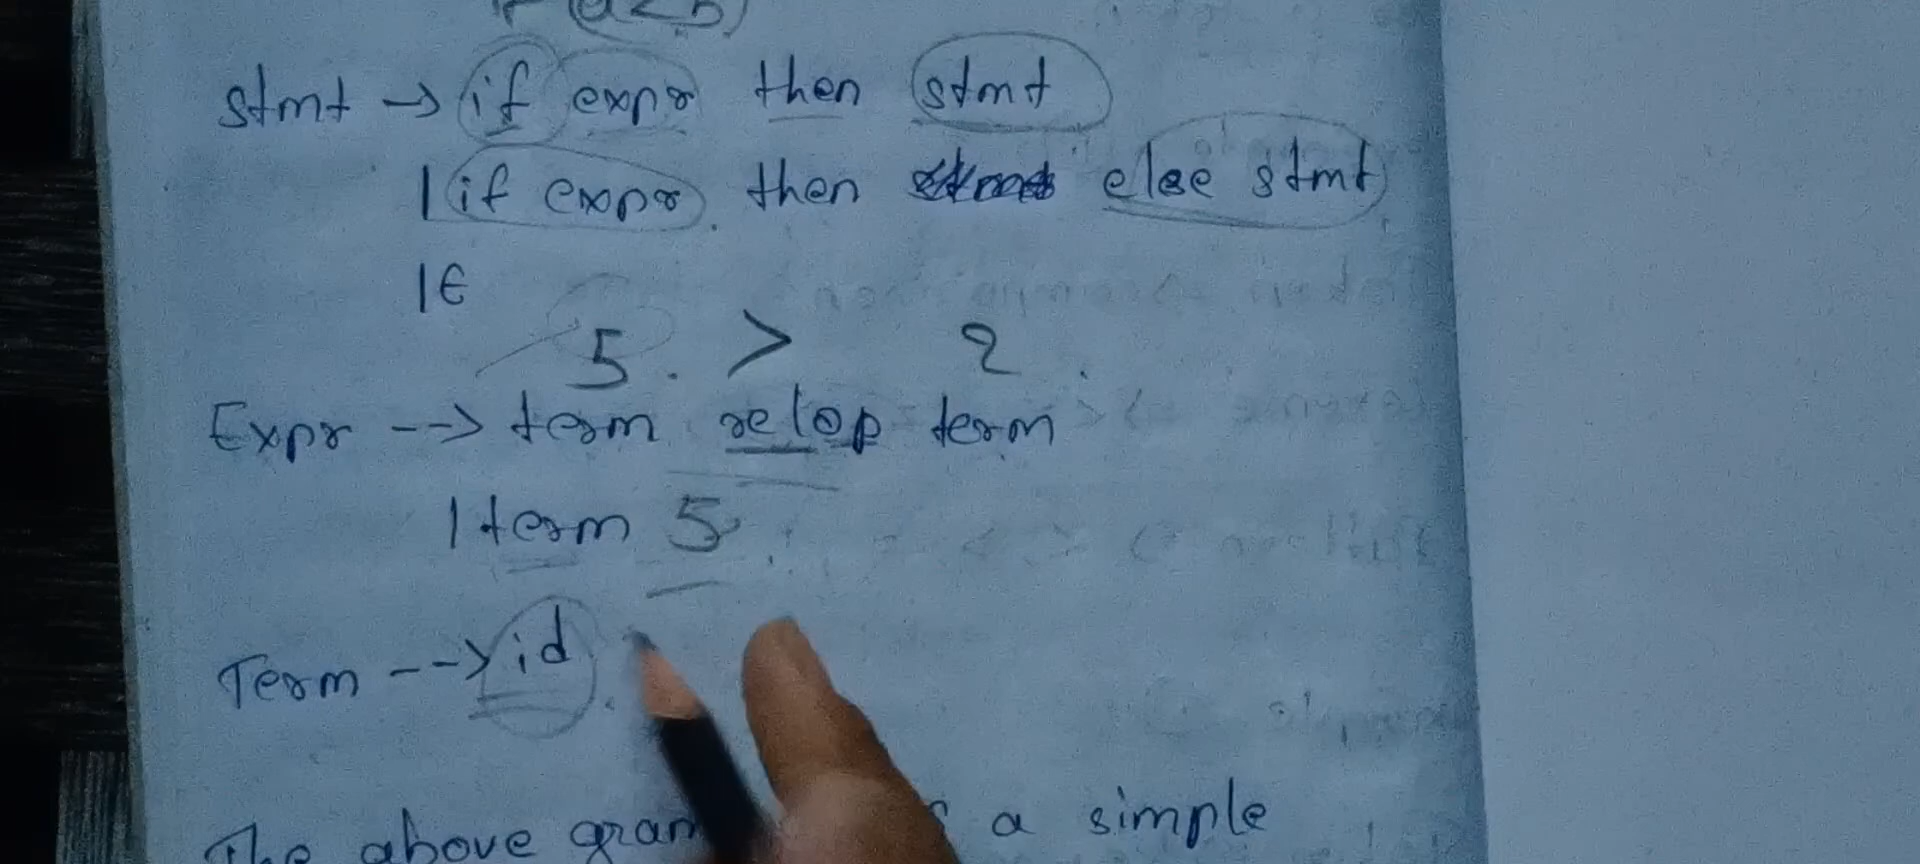 (a<b)
stmt → if expr then stmt
| if expr then else stmt
| ϵ
5 . > 2 .
Expr --> term relop term
| term 5
Term --> id .
The above a simple